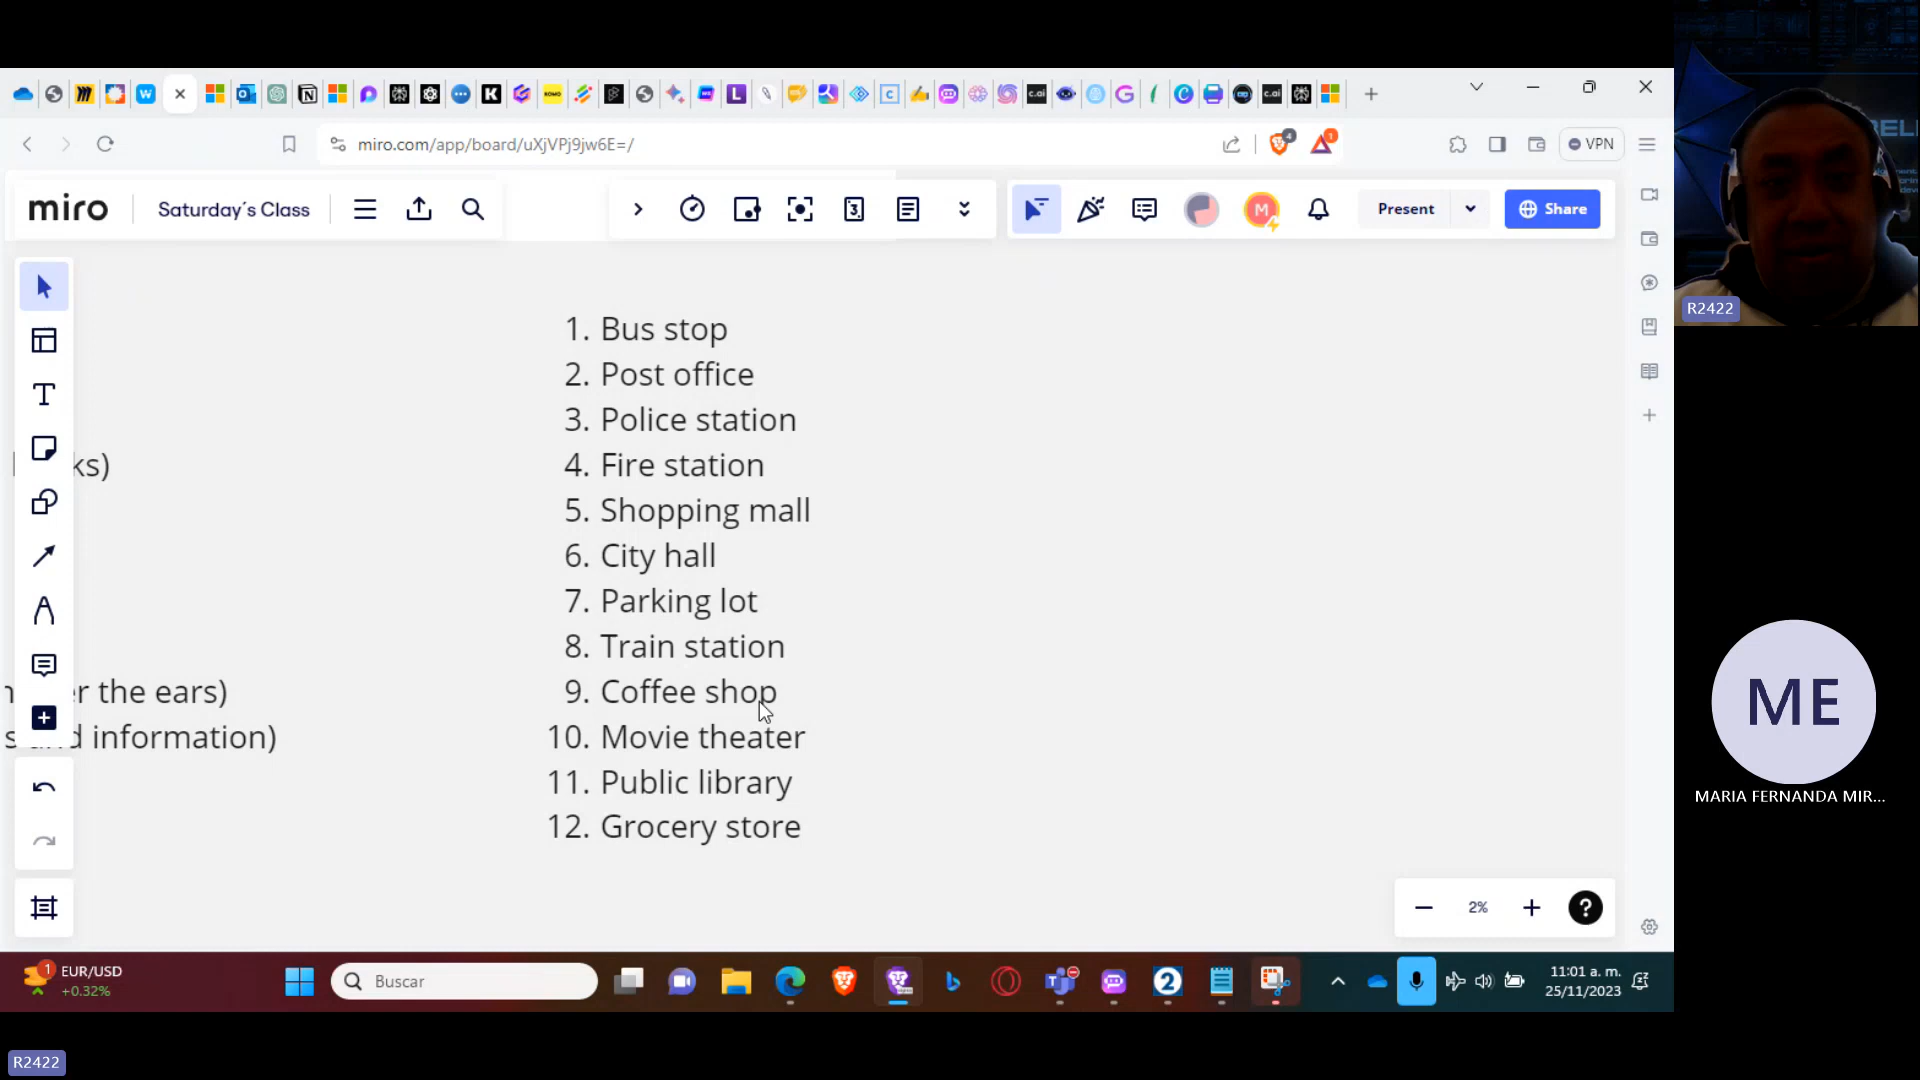 miro.com/app/board/uXjVPj9jw6E=/
VPN
miro
Saturday´s Class
Present
Share
1. Bus stop
2. Post office
3. Police station
4. Fire station
5. Shopping mall
6. City hall
7. Parking lot
8. Train station
9. Coffee shop
10. Movie theater
11. Public library
12. Grocery store
ks)
er the ears)
and information)
2%
EUR/USD
+0.32%
Buscar
11:01 a. m.
25/11/2023
R2422
ME
MARIA FERNANDA MIR...
R2422